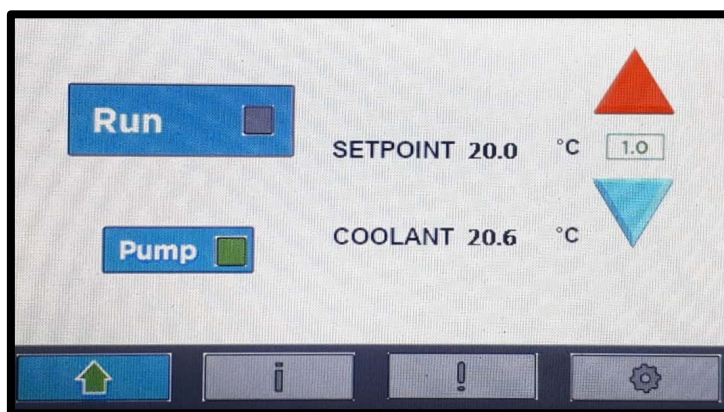 Run
SETPOINT 20.0 °C 1.0
Pump
COOLANT 20.6 °C
i
!